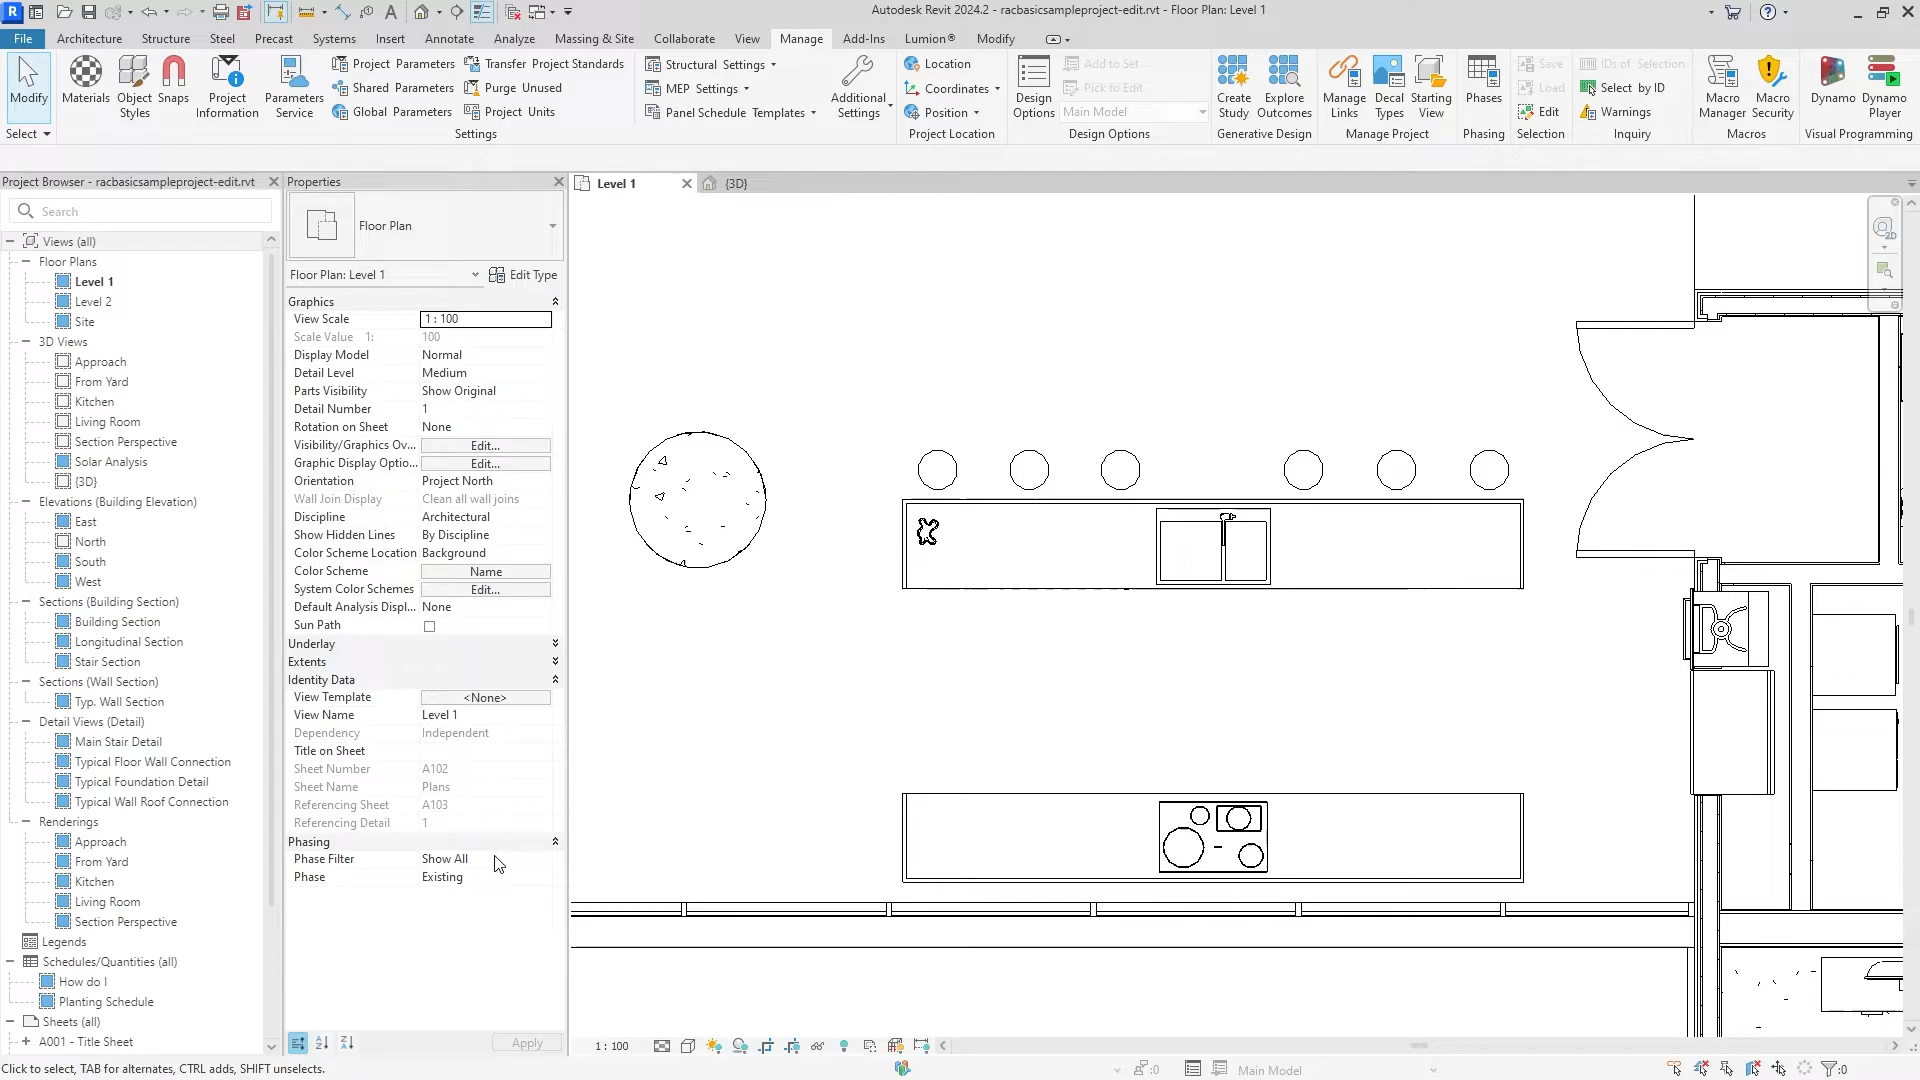 Autodesk Revit 2024.2 - racbasicsampleproject-edit.rvt - Floor Plan: Level 1
File Architecture Structure Steel Precast Systems Insert Annotate Analyze Massing & Site Collaborate View Manage Add-Ins Lumion® Modify
Modify
Materials
Object Styles
Snaps
Project Information
Parameters Service
Project Parameters
Shared Parameters
Global Parameters
Transfer Project Standards
Purge Unused
Project Units
Structural Settings
MEP Settings
Panel Schedule Templates
Additional Settings
Location
Coordinates
Position
Design Options
Add to Set
Pick to Edit
Main Model
Create Study
Explore Outcomes
Manage Links
Decal Types
Starting View
Phases
Save
Load
Edit
IDs of Selection
Select by ID
Warnings
Macro Manager
Macro Security
Dynamo
Dynamo Player
Select Settings Project Location Design Options Generative Design Manage Project Phasing Selection Inquiry Macros Visual Programming
Project Browser - racbasicsampleproject-edit.rvt
Search
Views (all)
Floor Plans
Level 1
Level 2
Site
3D Views
Approach
From Yard
Kitchen
Living Room
Section Perspective
Solar Analysis
{3D}
Elevations (Building Elevation)
East
North
South
West
Sections (Building Section)
Building Section
Longitudinal Section
Stair Section
Sections (Wall Section)
Typ. Wall Section
Detail Views (Detail)
Main Stair Detail
Typical Floor Wall Connection
Typical Foundation Detail
Typical Wall Roof Connection
Renderings
Approach
From Yard
Kitchen
Living Room
Section Perspective
Legends
Schedules/Quantities (all)
How do I
Planting Schedule
Sheets (all)
A001 - Title Sheet
Properties
Floor Plan
Floor Plan: Level 1 Edit Type
Graphics
View Scale 1 : 100
Scale Value 1: 100
Display Model Normal
Detail Level Medium
Parts Visibility Show Original
Detail Number 1
Rotation on Sheet None
Visibility/Graphics Ov... Edit...
Graphic Display Optio... Edit...
Orientation Project North
Wall Join Display Clean all wall joins
Discipline Architectural
Show Hidden Lines By Discipline
Color Scheme Location Background
Color Scheme Name
System Color Schemes Edit...
Default Analysis Displ... None
Sun Path
Underlay
Extents
Identity Data
View Template <None>
View Name Level 1
Dependency Independent
Title on Sheet
Sheet Number A102
Sheet Name Plans
Referencing Sheet A103
Referencing Detail 1
Phasing
Phase Filter Show All
Phase Existing
Apply
Level 1 {3D}
2D
1 : 100
Click to select, TAB for alternates, CTRL adds, SHIFT unselects.
:0 Main Model :0